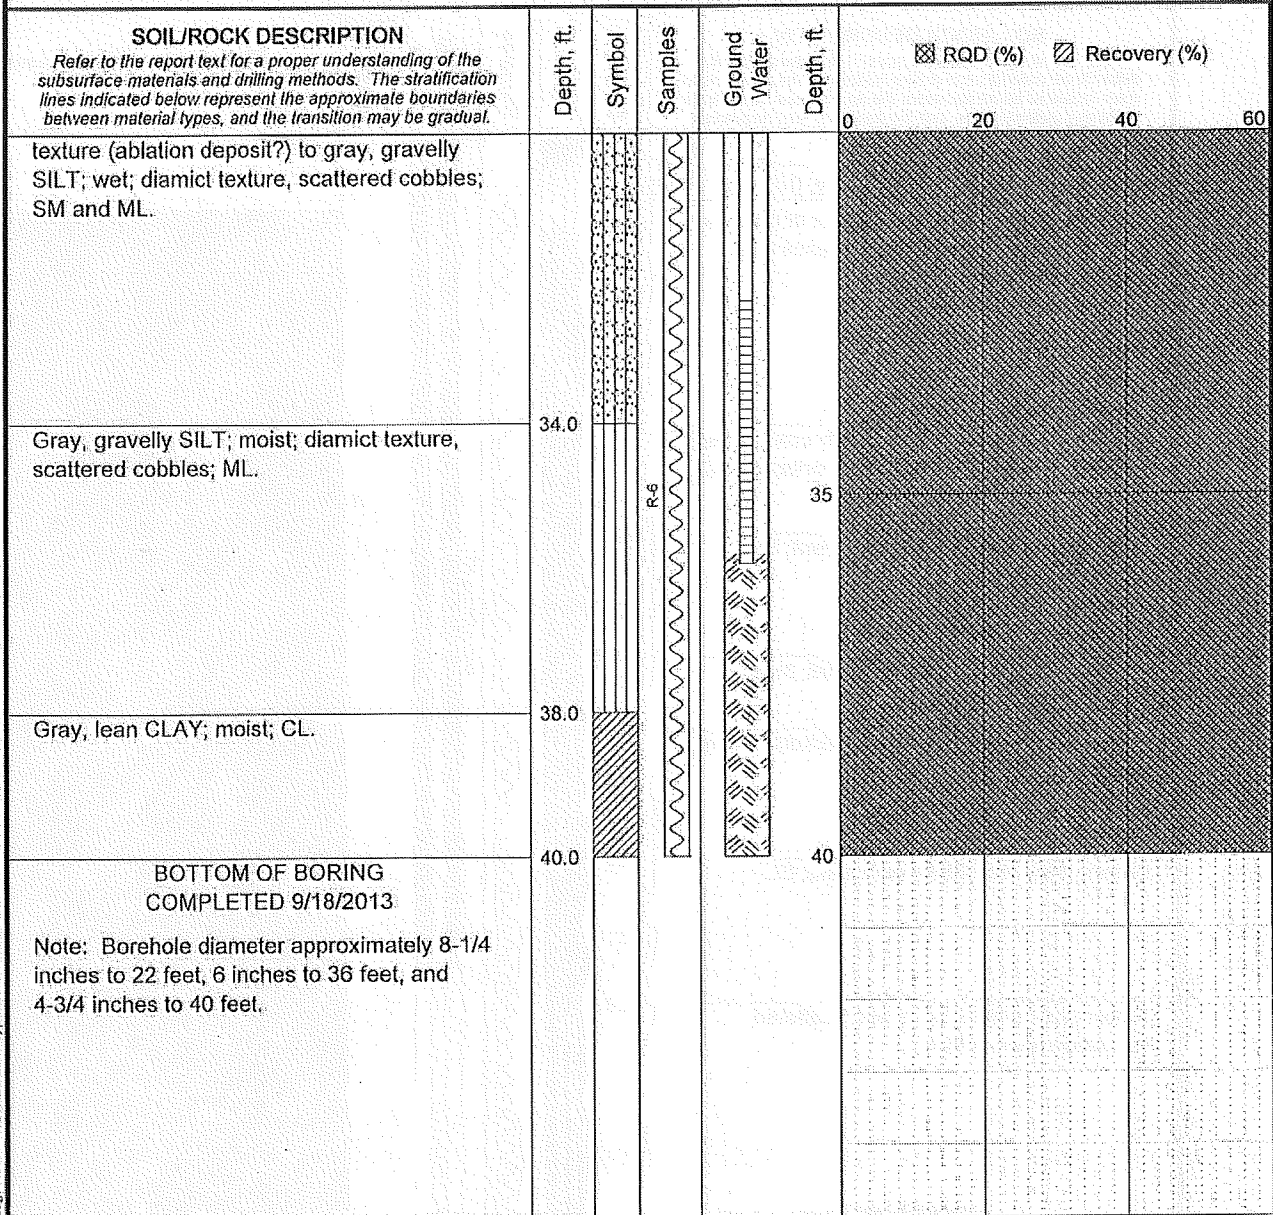 SOIL/ROCK DESCRIPTION
Refer to the report text for a proper understanding of the
subsurface materials and drilling methods. The stratification
lines indicated below represent the approximate boundaries
between material types, and the transition may be gradual.
Depth, ft.
Symbol
Samples
Ground
Water
Depth, ft.
RQD (%)
Recovery (%)
0
20
40
60
texture (ablation deposit?) to gray, gravelly
SILT; wet; diamict texture, scattered cobbles;
SM and ML.
34.0
Gray, gravelly SILT; moist; diamict texture,
scattered cobbles; ML.
R-6
35
38.0
Gray, lean CLAY; moist; CL.
40.0
40
BOTTOM OF BORING
COMPLETED 9/18/2013
Note: Borehole diameter approximately 8-1/4
inches to 22 feet, 6 inches to 36 feet, and
4-3/4 inches to 40 feet.